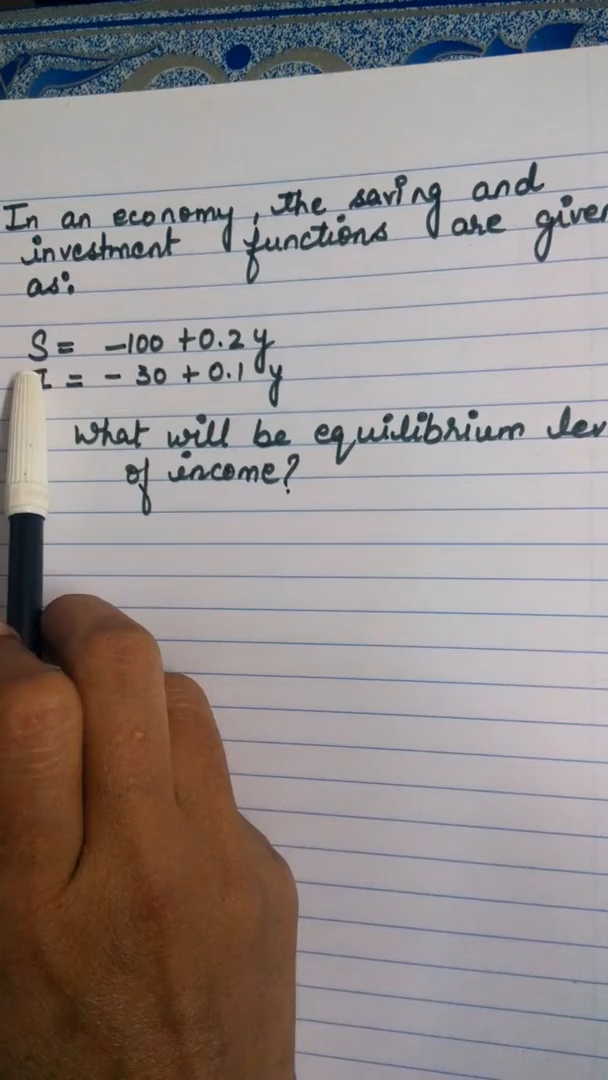 In an economy, the saving and
investment functions are given
as:
S = -100 + 0.2y
I = - 30 + 0.1y
What will be equilibrium lev
of income?